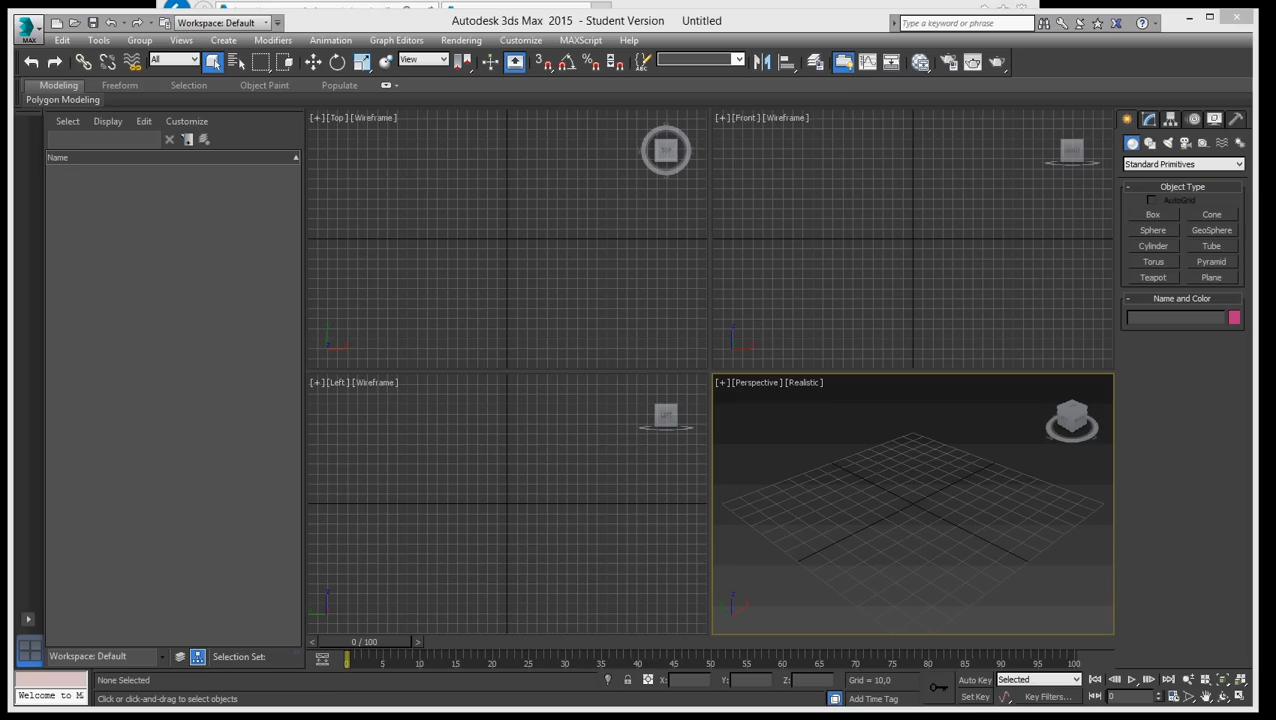 Workspace: Default
Autodesk 3ds Max 2015 - Student Version Untitled
Type a keyword or phrase
MAX
Edit Tools Group Views Create Modifiers Animation Graph Editors Rendering Customize MAXScript Help
All
View
3
Modeling Freeform Selection Object Paint Populate
Polygon Modeling
Select Display Edit Customize
Name
[+] [Top] [Wireframe]
TOP
[+] [Front] [Wireframe]
Standard Primitives
- Object Type
AutoGrid
Box Cone
Sphere GeoSphere
Cylinder Tube
Torus Pyramid
Teapot Plane
- Name and Color
[+] [Left] [Wireframe]
LEFT
[+] [Perspective] [Realistic]
< 0 / 100 >
Workspace: Default
Selection Set:
0 5 10 15 20 25 30 35 40 45 50 55 60 65 70 75 80 85 90 95 100
None Selected
X: Y: Z:
Grid = 10,0
Auto Key
Selected
Welcome to M
Click or click-and-drag to select objects
Add Time Tag
Set Key
Key Filters...
0